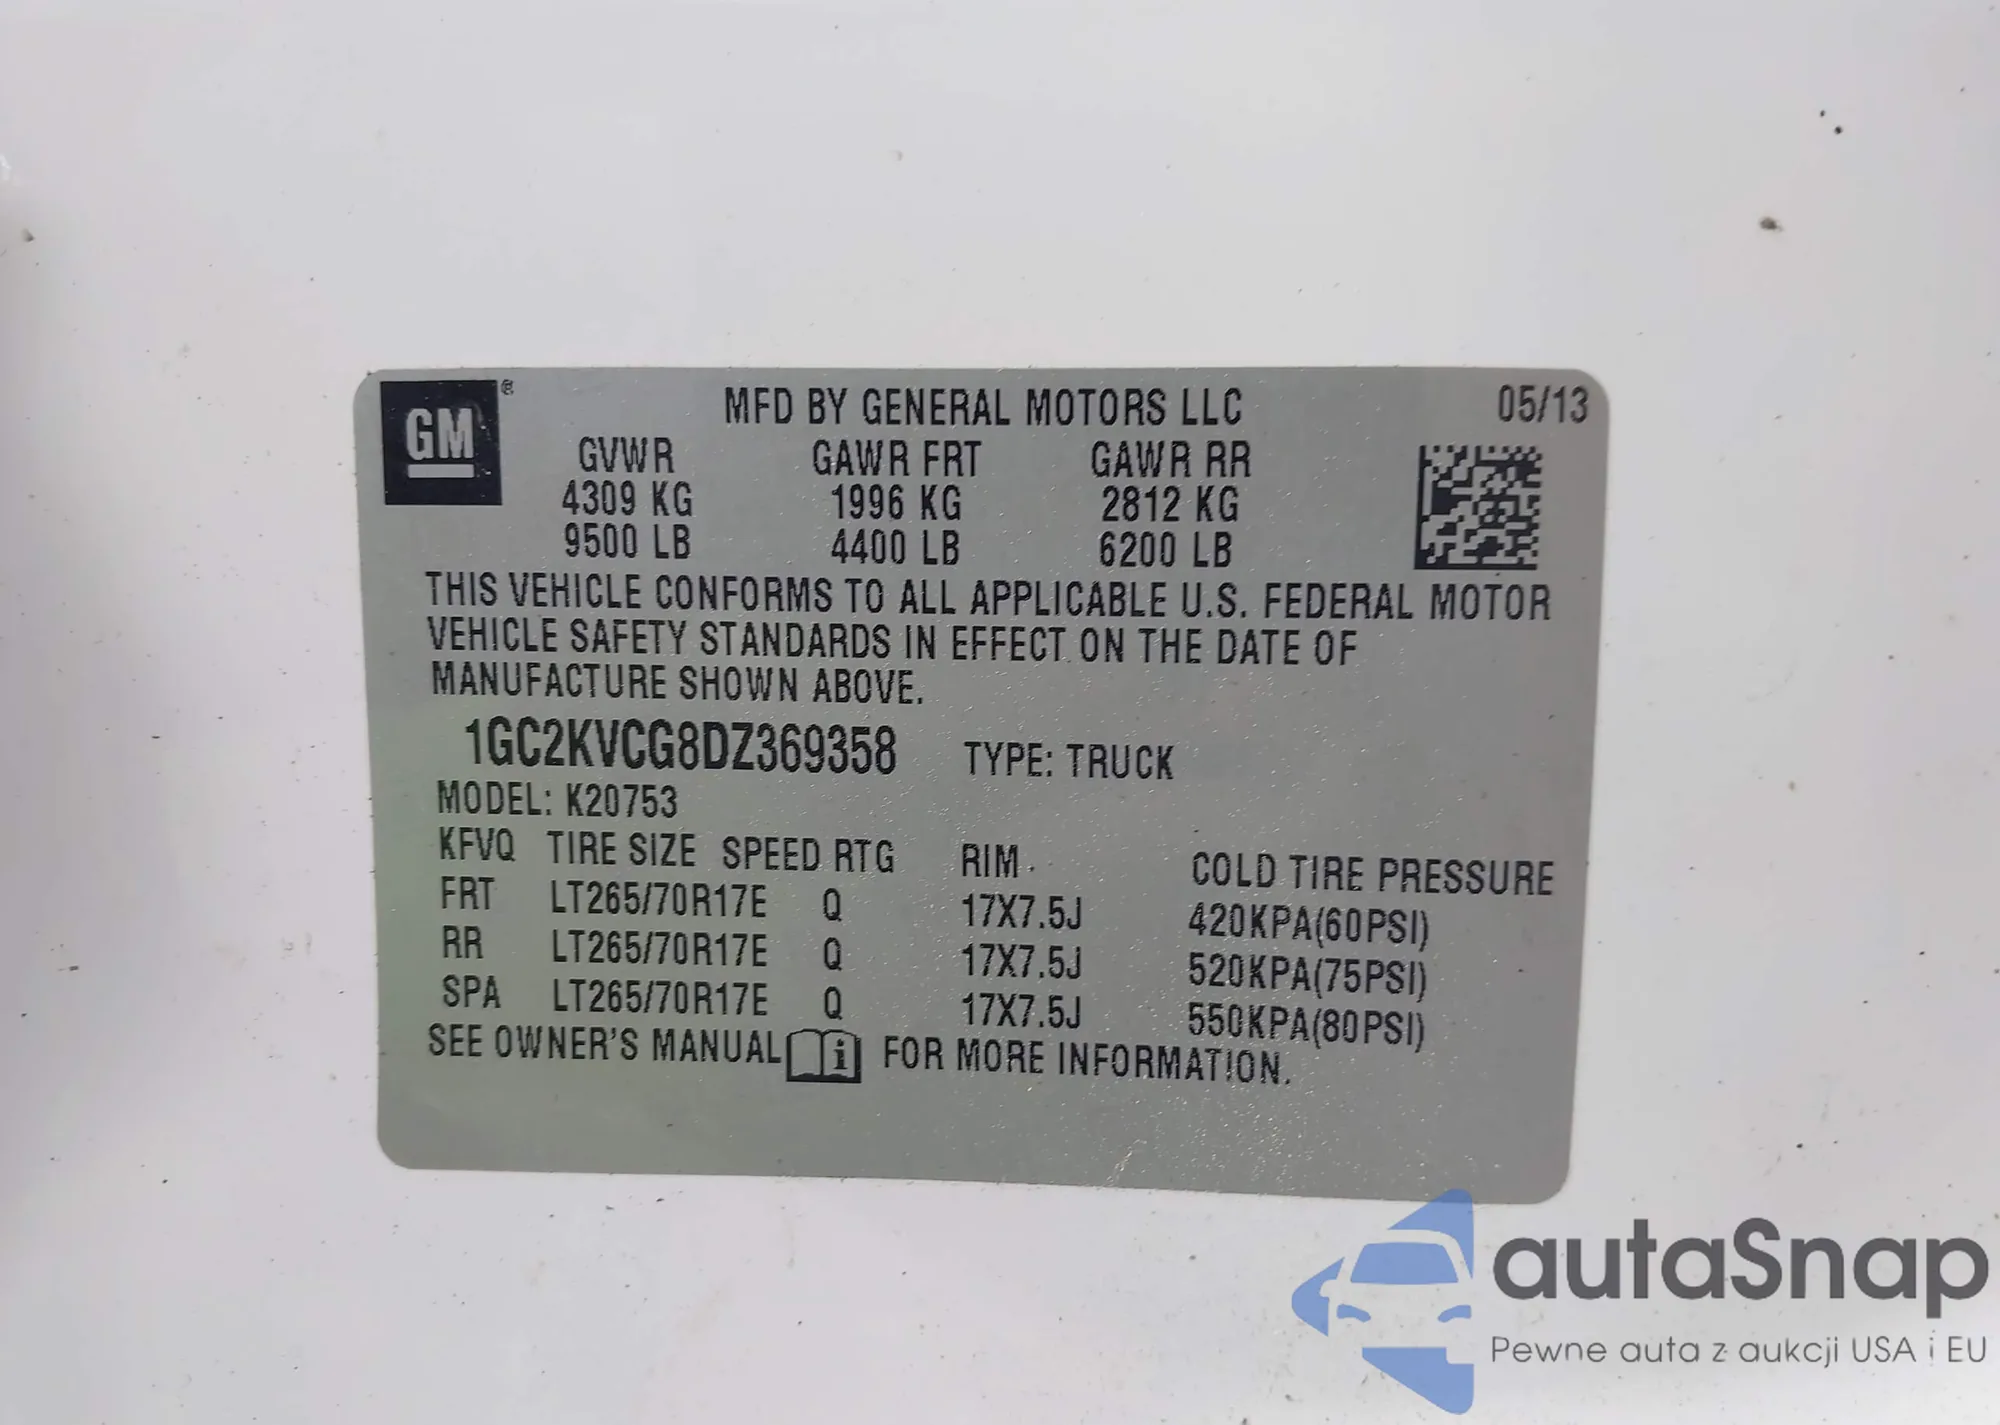 GM®
MFD BY GENERAL MOTORS LLC 05/13
GVWR GAWR FRT GAWR RR
4309 KG 1996 KG 2812 KG
9500 LB 4400 LB 6200 LB
THIS VEHICLE CONFORMS TO ALL APPLICABLE U.S. FEDERAL MOTOR
VEHICLE SAFETY STANDARDS IN EFFECT ON THE DATE OF
MANUFACTURE SHOWN ABOVE.
1GC2KVCG8DZ369358 TYPE: TRUCK
MODEL: K20753
KFVQ TIRE SIZE SPEED RTG RIM COLD TIRE PRESSURE
FRT LT265/70R17E Q 17X7.5J 420KPA(60PSI)
RR LT265/70R17E Q 17X7.5J 520KPA(75PSI)
SPA LT265/70R17E Q 17X7.5J 550KPA(80PSI)
SEE OWNER'S MANUAL i FOR MORE INFORMATION.
autaSnap
Pewne auta z aukcji USA i EU